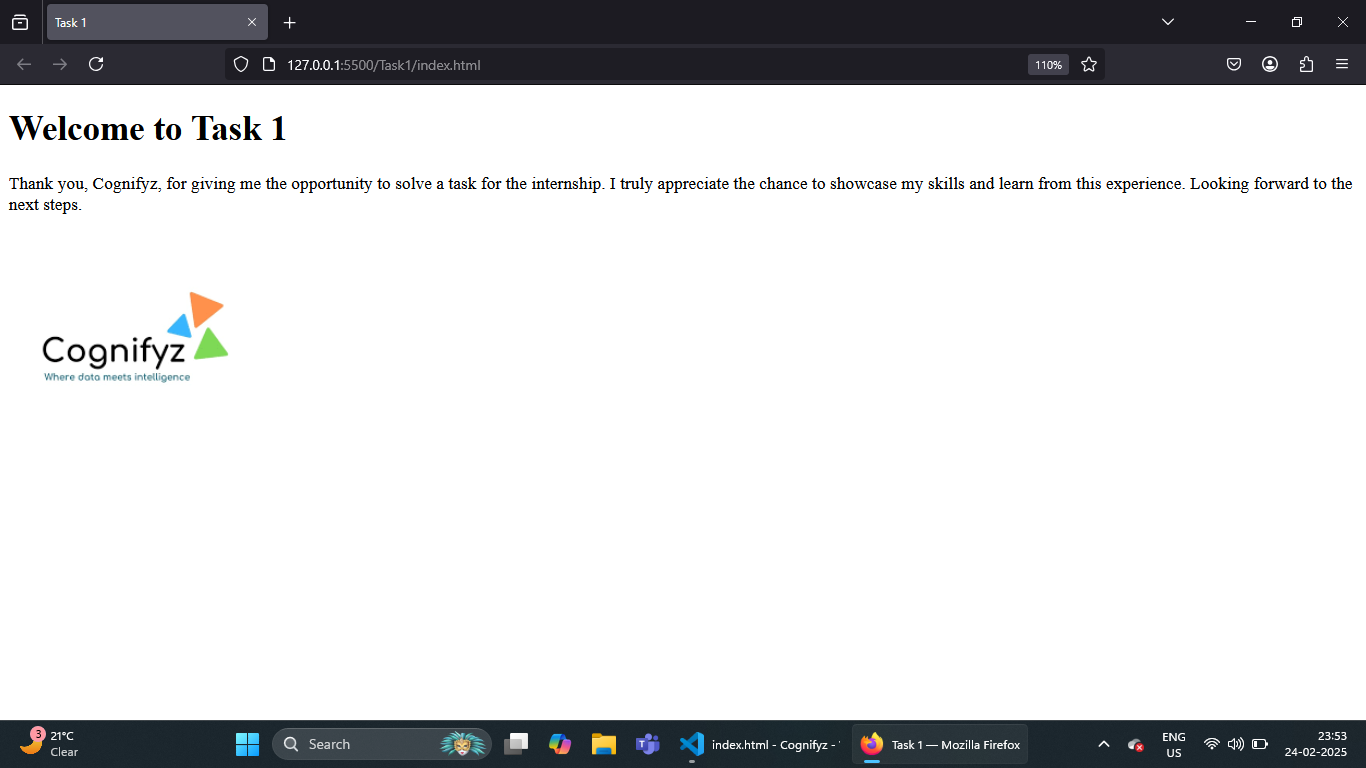 Task 1
127.0.0.1:5500/Task1/index.html
110%
Welcome to Task 1
Thank you, Cognifyz, for giving me the opportunity to solve a task for the internship. I truly appreciate the chance to showcase my skills and learn from this experience. Looking forward to the
next steps.
Cognifyz
Where data meets intelligence
3
21°C
Clear
Search
index.html - Cognifyz -
Task 1 — Mozilla Firefox
ENG
US
23:53
24-02-2025